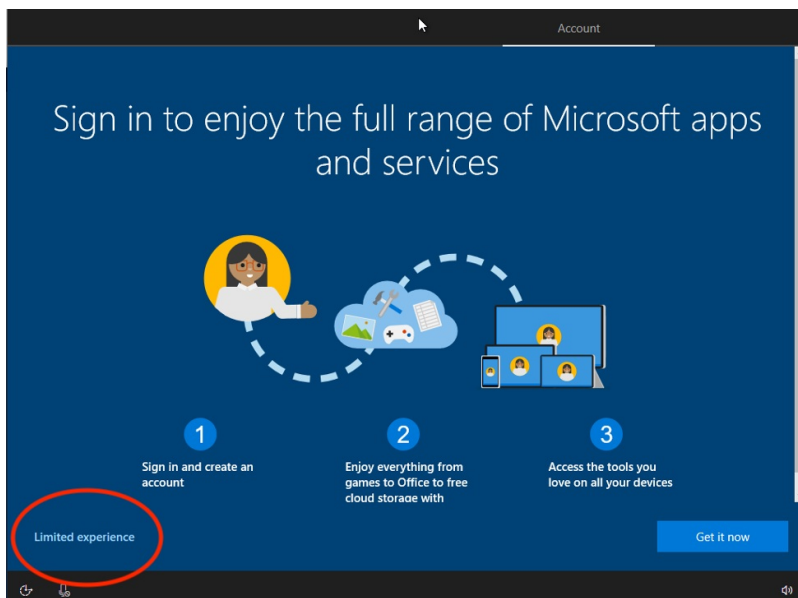 Account
Sign in to enjoy the full range of Microsoft apps
and services
1
Sign in and create an
account
2
Enjoy everything from
games to Office to free
cloud storage with
3
Access the tools you
love on all your devices
Limited experience
Get it now